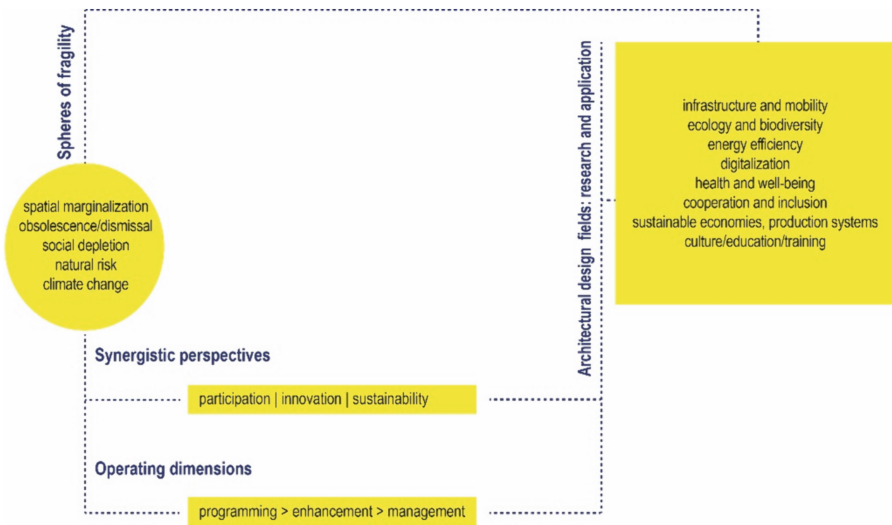 Spheres of fragility
spatial marginalization
obsolescence/dismissal
social depletion
natural risk
climate change
Synergistic perspectives
participation | innovation | sustainability
Operating dimensions
programming > enhancement > management
Architectural design fields: research and application
infrastructure and mobility
ecology and biodiversity
energy efficiency
digitalization
health and well-being
cooperation and inclusion
sustainable economies, production systems
culture/education/training